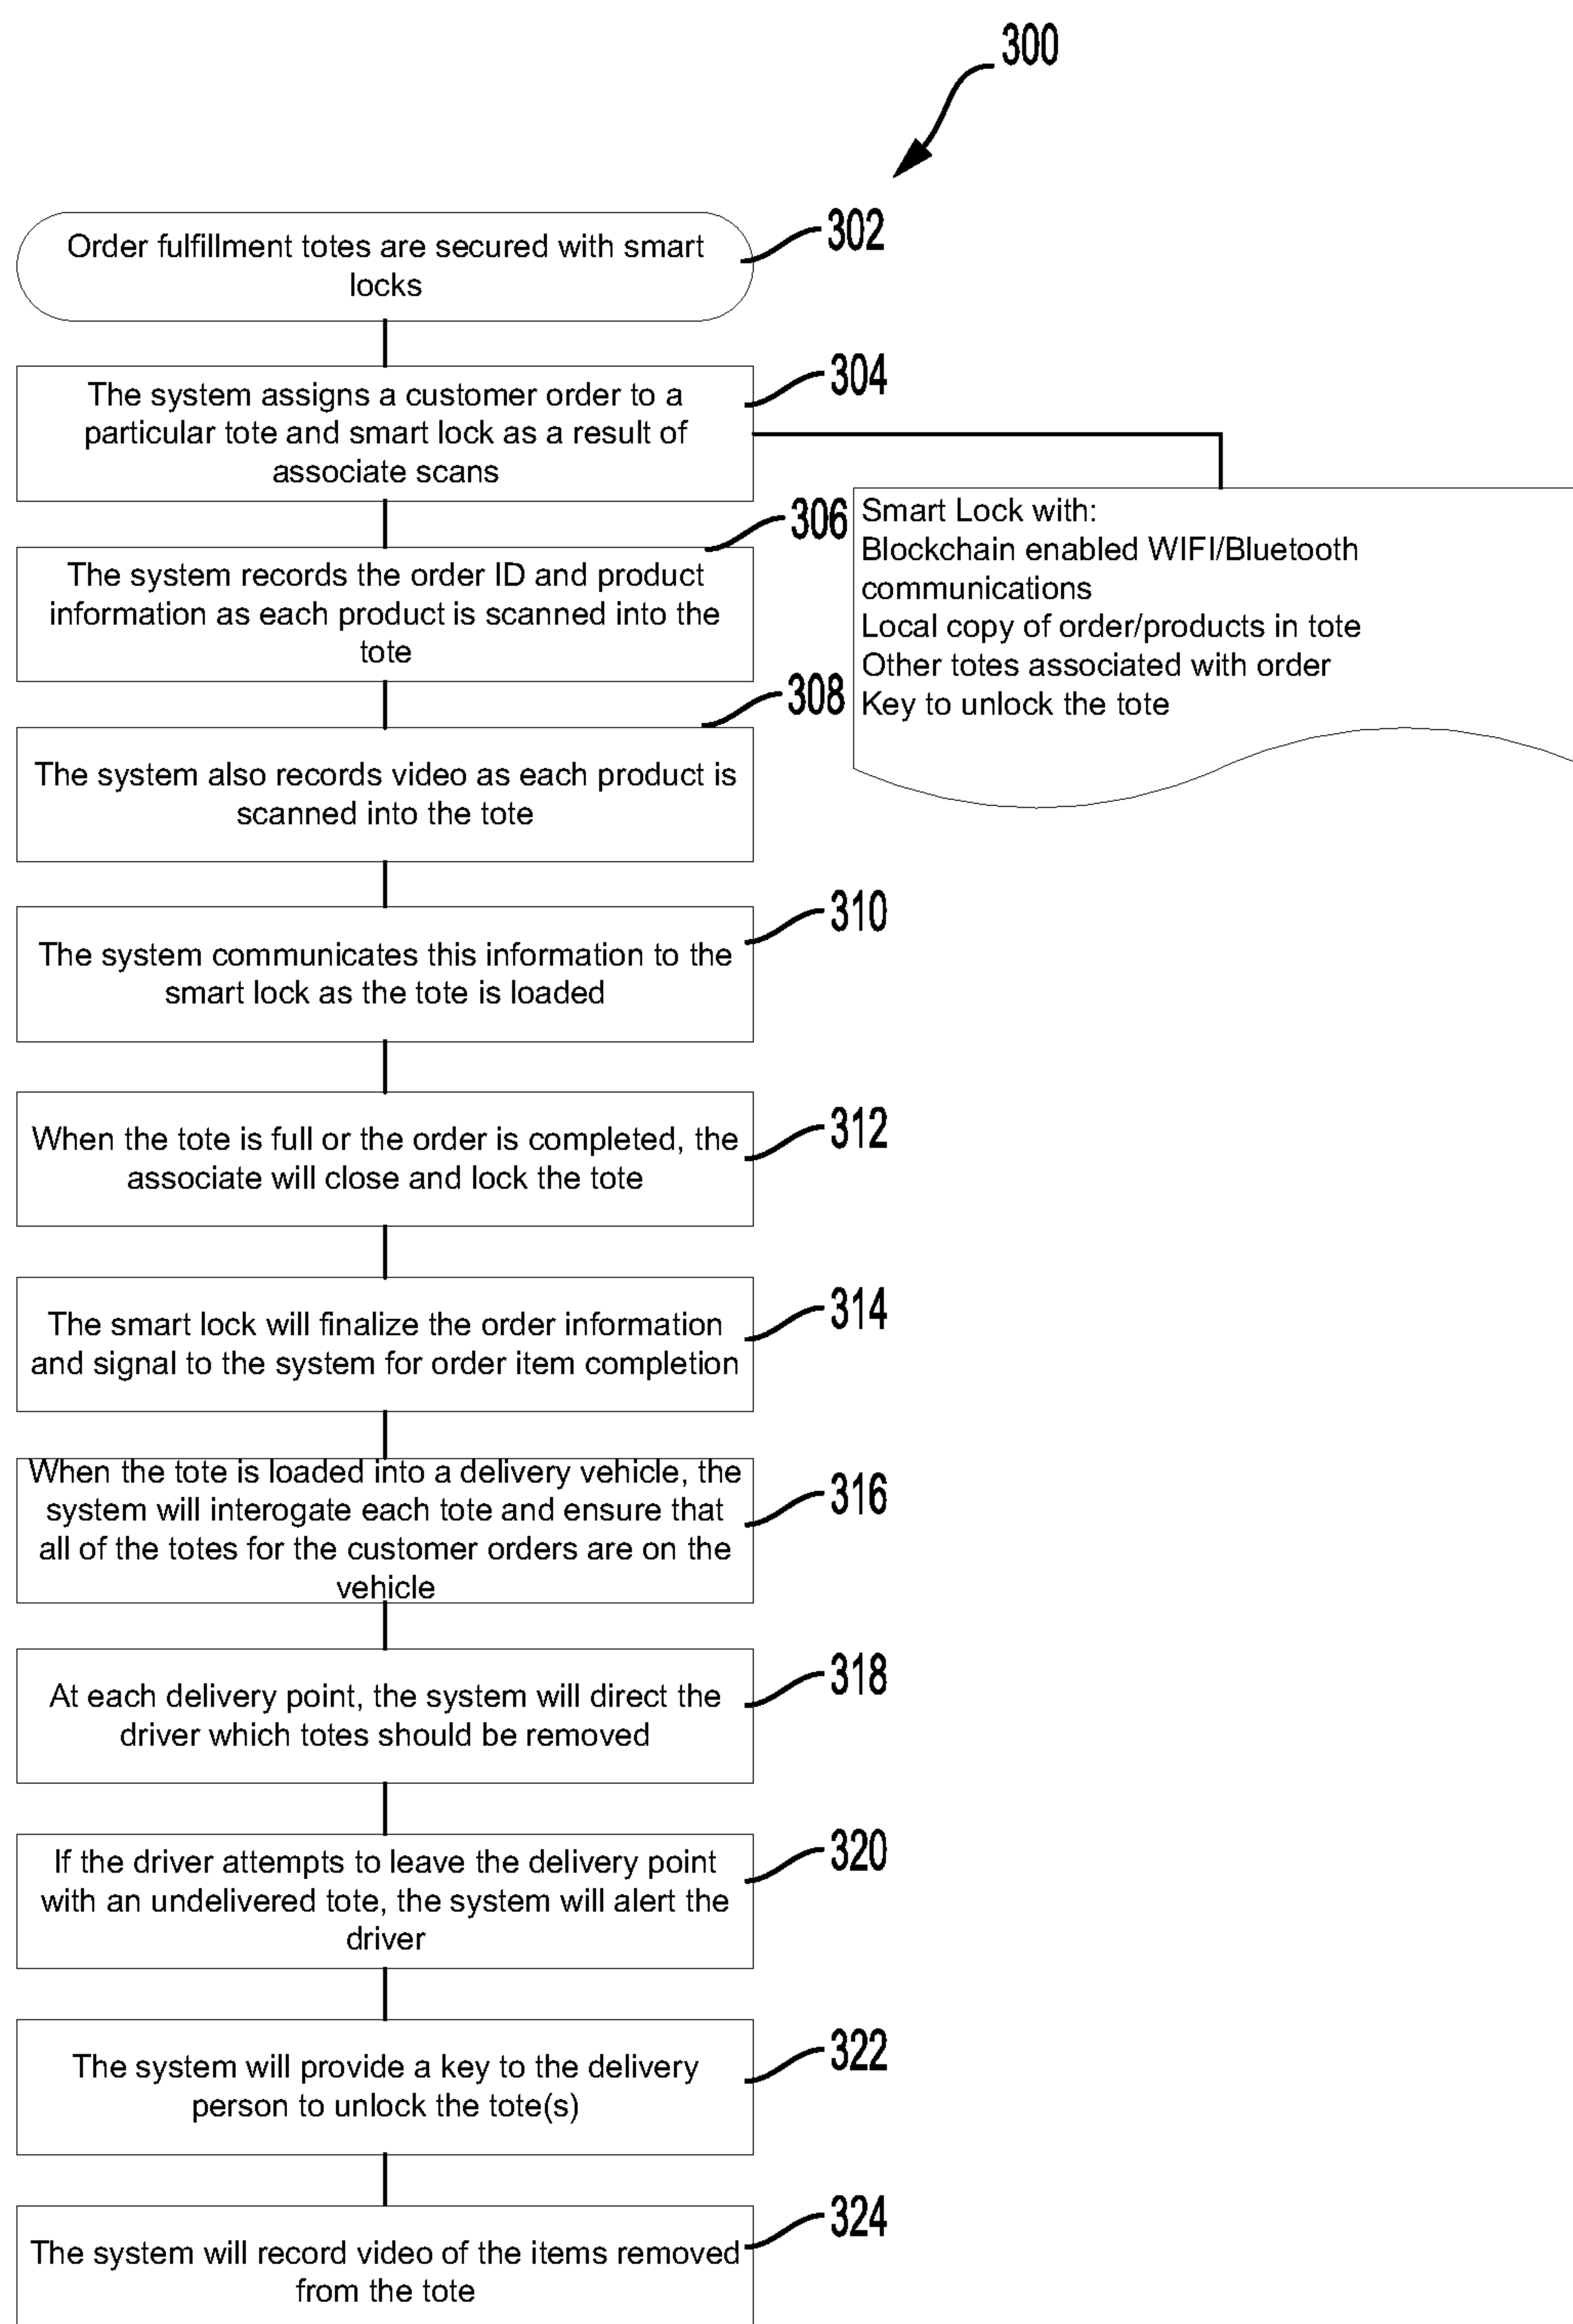 300
Order fulfillment totes are secured with smart
locks
302
The system assigns a customer order to a
particular tote and smart lock as a result of
associate scans
304
Smart Lock with:
Blockchain enabled WIFI/Bluetooth
communications
Local copy of order/products in tote
Other totes associated with order
Key to unlock the tote
The system records the order ID and product
information as each product is scanned into the
tote
306
The system also records video as each product is
scanned into the tote
308
The system communicates this information to the
smart lock as the tote is loaded
310
When the tote is full or the order is completed, the
associate will close and lock the tote
312
The smart lock will finalize the order information
and signal to the system for order item completion
314
When the tote is loaded into a delivery vehicle, the
system will interogate each tote and ensure that
all of the totes for the customer orders are on the
vehicle
316
At each delivery point, the system will direct the
driver which totes should be removed
318
If the driver attempts to leave the delivery point
with an undelivered tote, the system will alert the
driver
320
The system will provide a key to the delivery
person to unlock the tote(s)
322
The system will record video of the items removed
from the tote
324